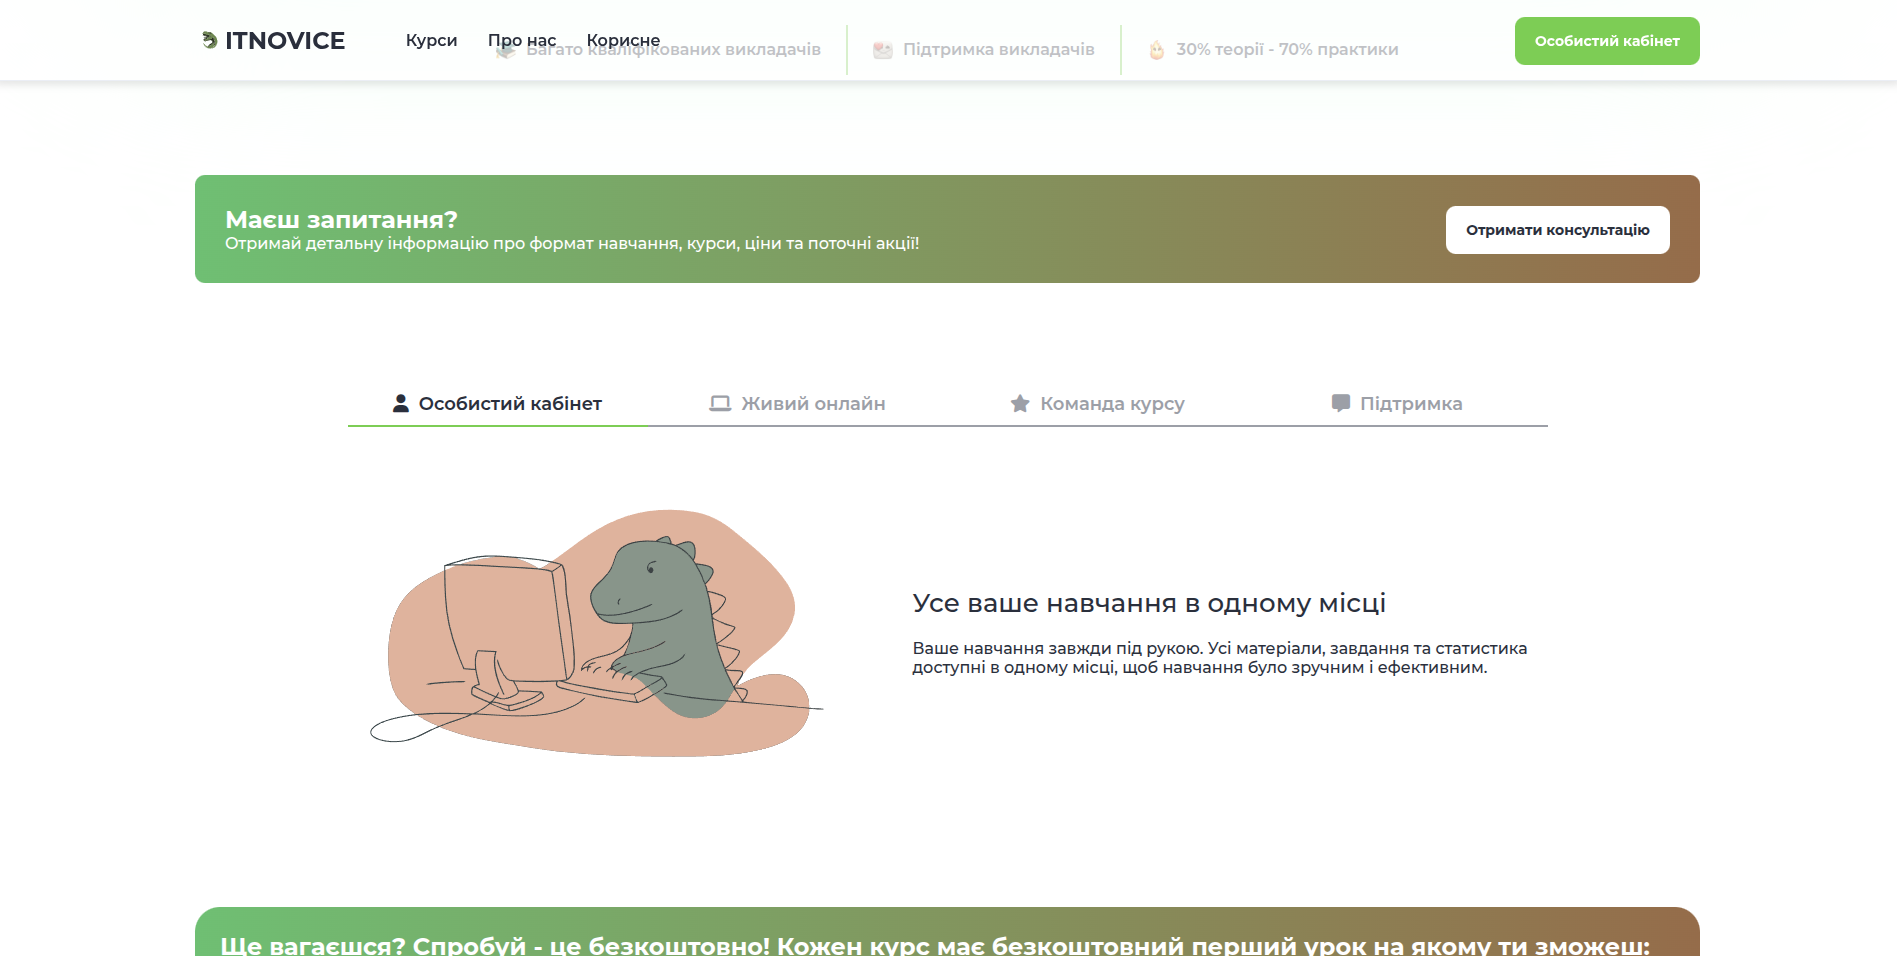 ITNOVICE
Курси
Про нас
Корисне
Багато кваліфікованих викладачів
Підтримка викладачів
30% теорії - 70% практики
Особистий кабінет
Маєш запитання?
Отримай детальну інформацію про формат навчання, курси, ціни та поточні акції!
Отримати консультацію
Особистий кабінет
Живий онлайн
Команда курсу
Підтримка
Усе ваше навчання в одному місці
Ваше навчання завжди під рукою. Усі матеріали, завдання та статистика
доступні в одному місці, щоб навчання було зручним і ефективним.
Ще вагаєшся? Спробуй - це безкоштовно! Кожен курс має безкоштовний перший урок на якому ти зможеш: